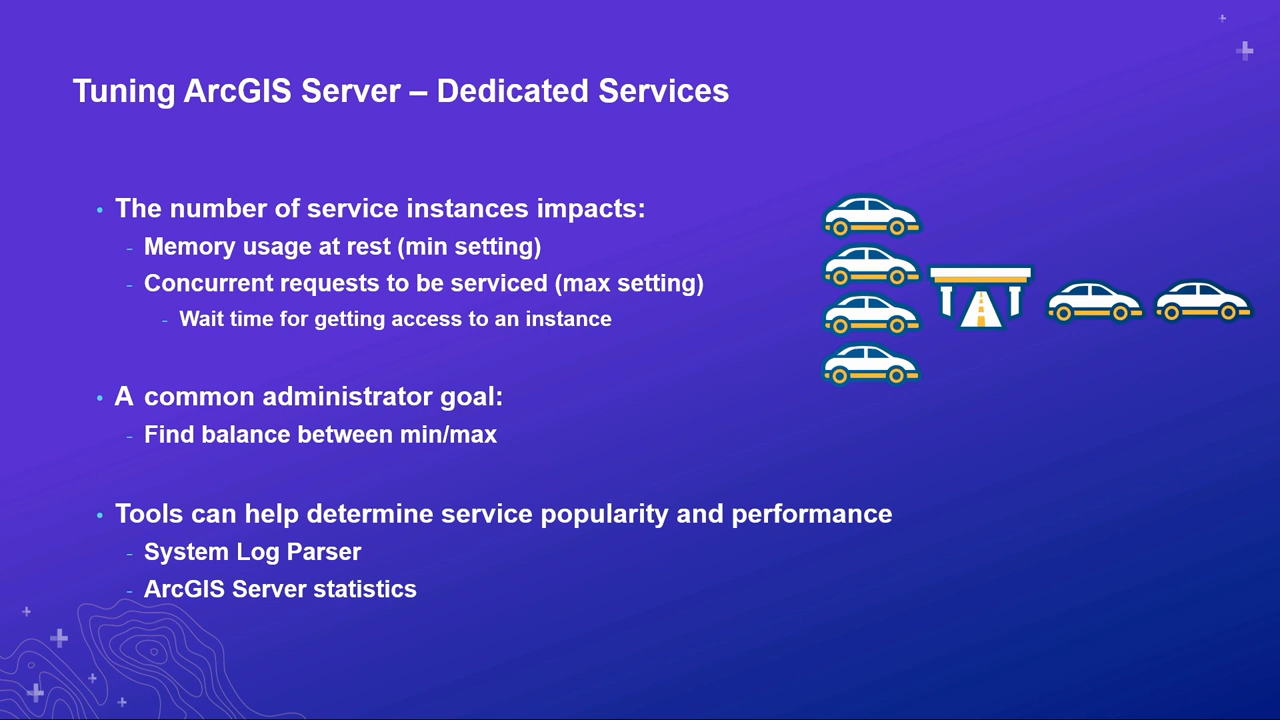 Tuning ArcGIS Server – Dedicated Services
• The number of service instances impacts:
- Memory usage at rest (min setting)
- Concurrent requests to be serviced (max setting)
- Wait time for getting access to an instance
• A common administrator goal:
- Find balance between min/max
• Tools can help determine service popularity and performance
- System Log Parser
- ArcGIS Server statistics